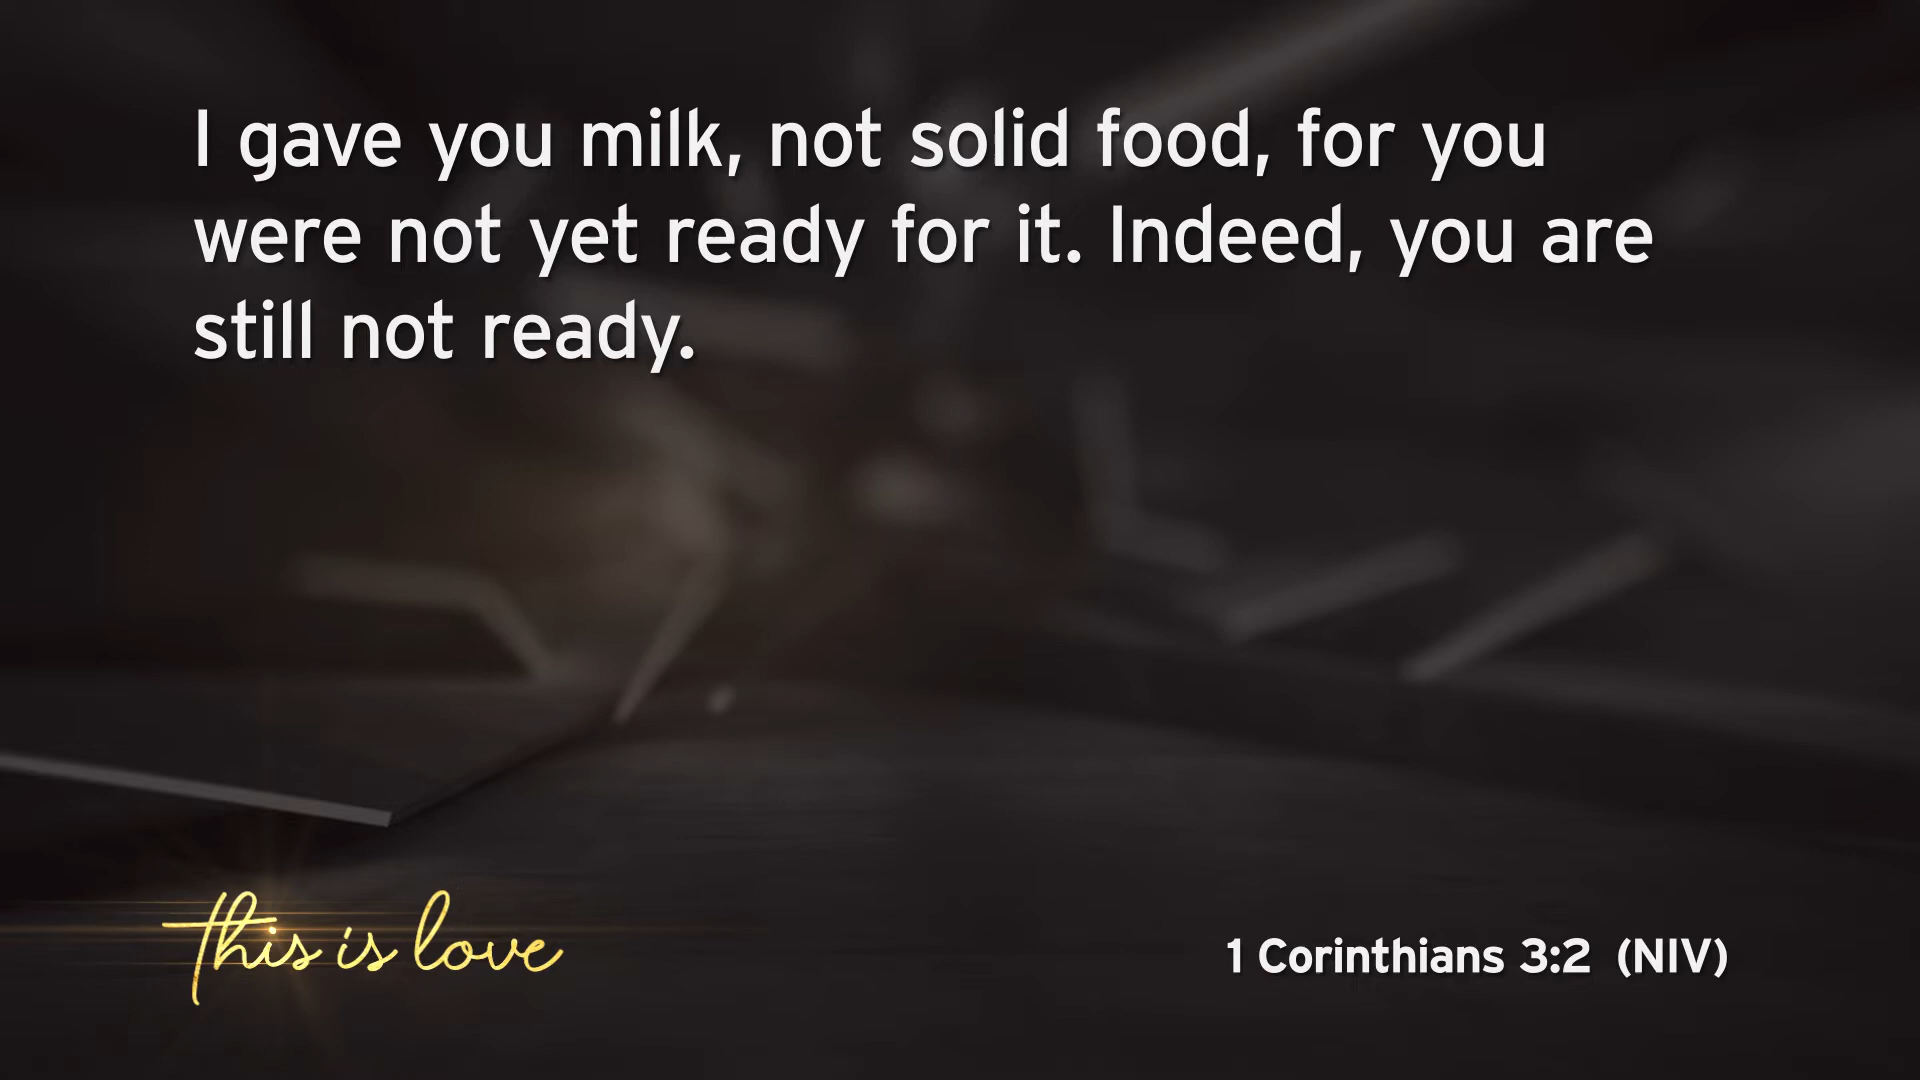 I gave you milk, not solid food, for you
were not yet ready for it. Indeed, you are
still not ready.
this is love
1 Corinthians 3:2 (NIV)